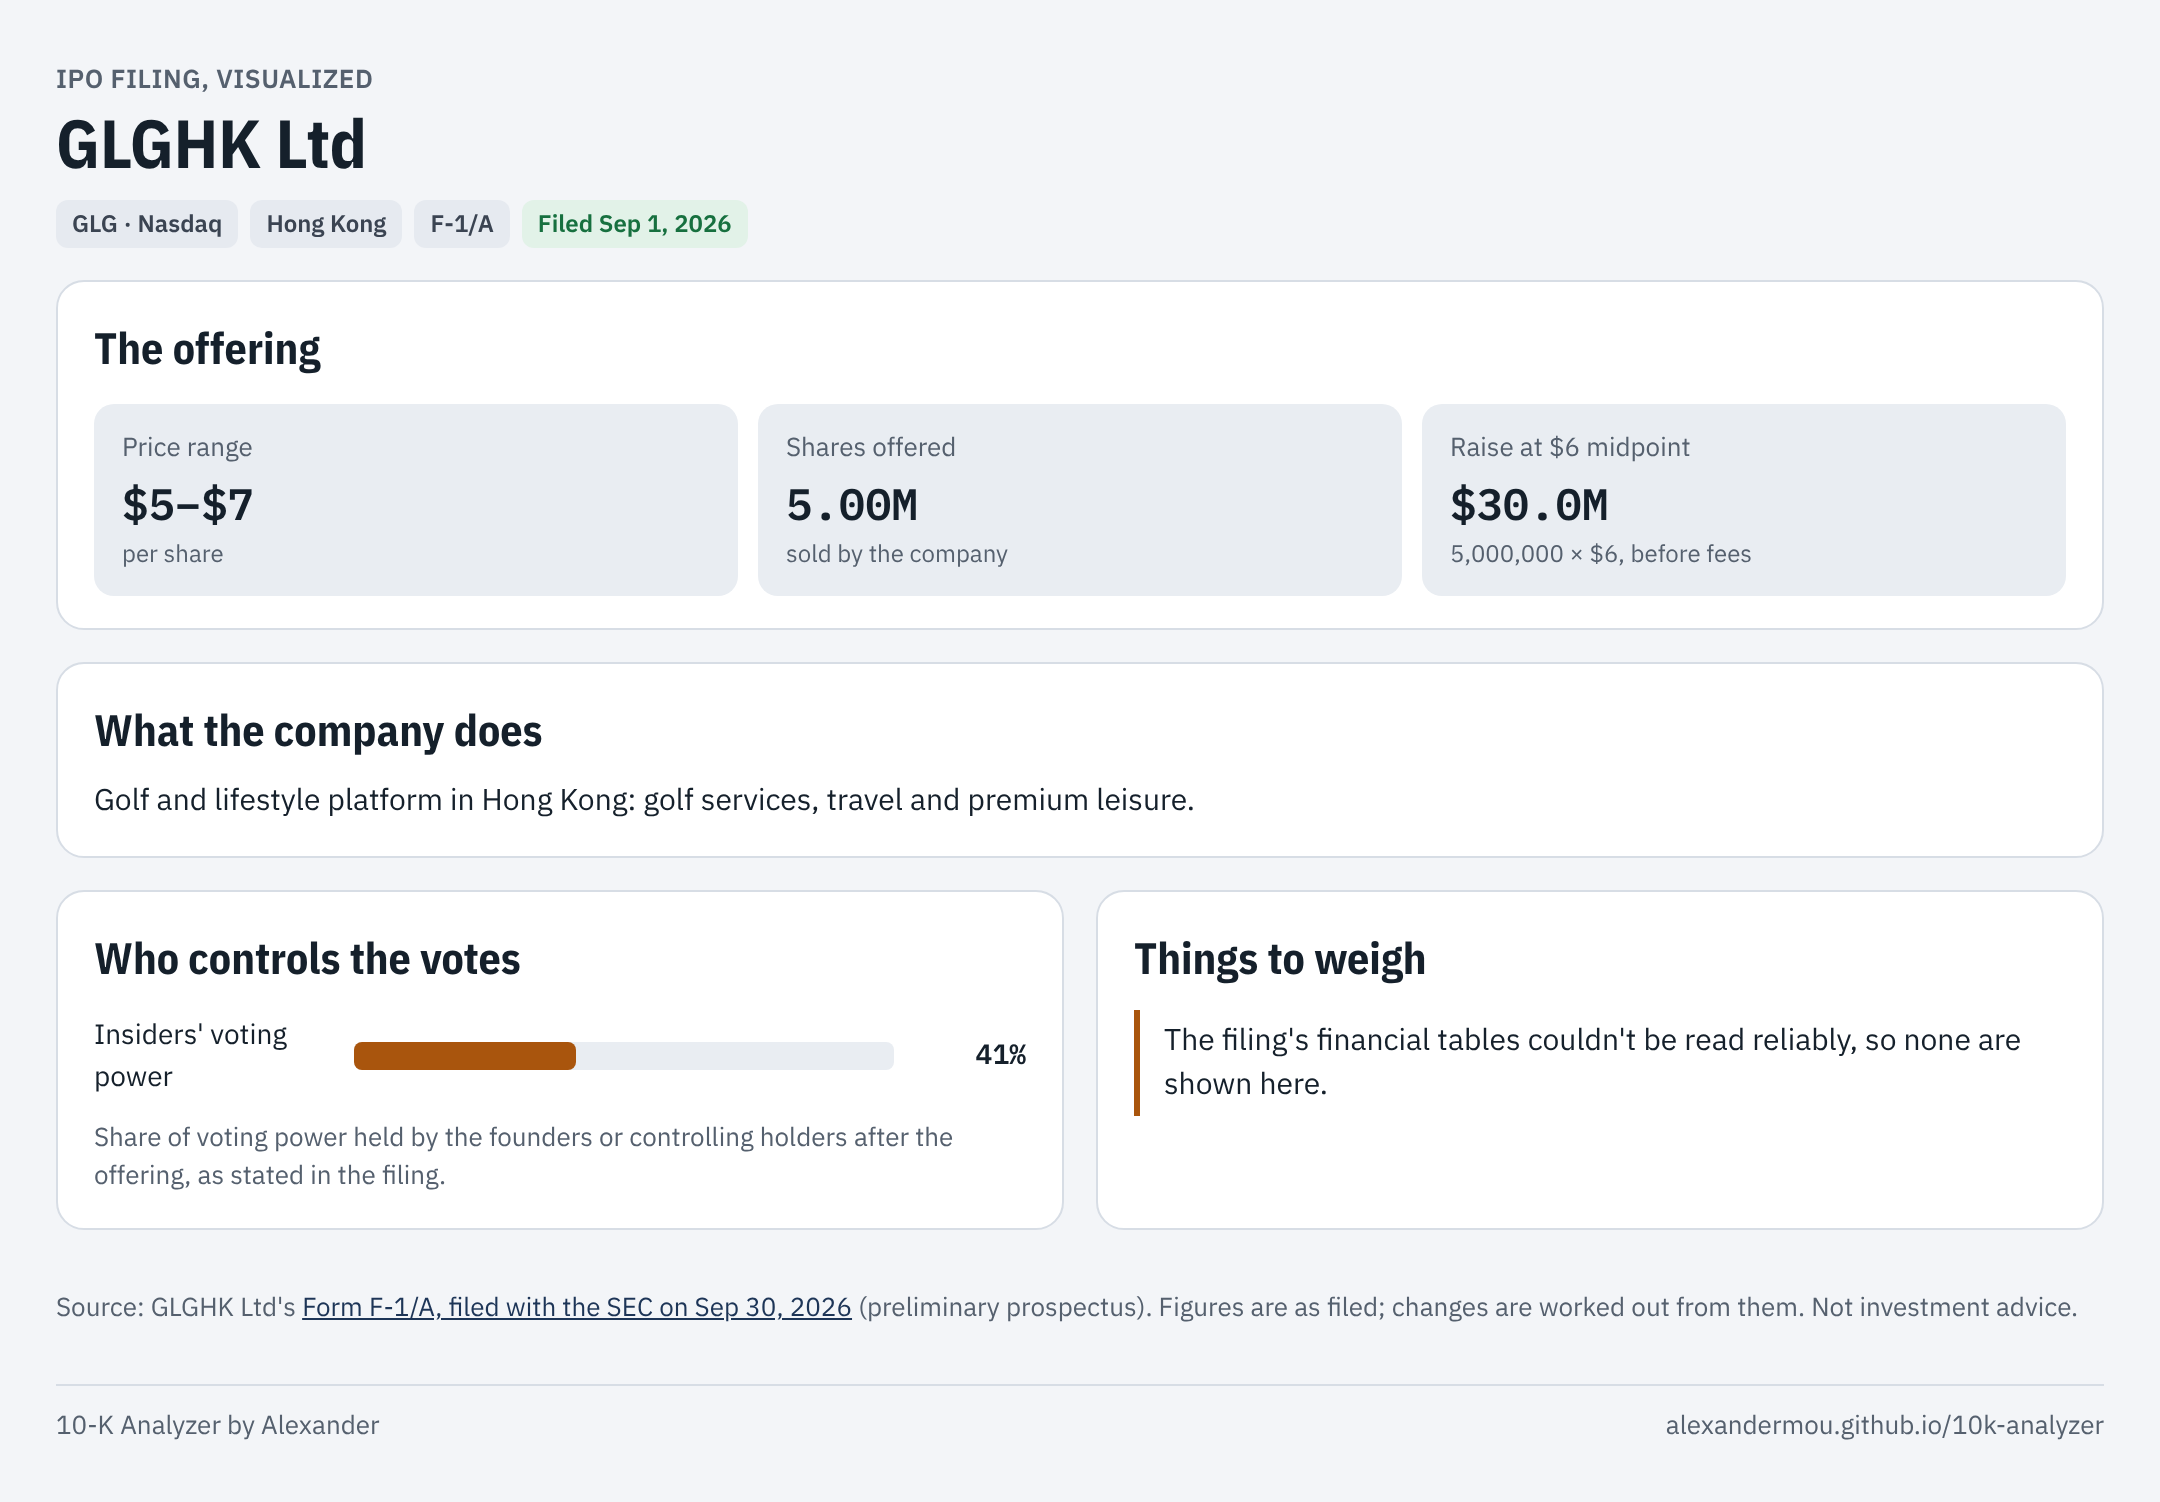 IPO FILING, VISUALIZED
GLGHK Ltd
GLG · Nasdaq Hong Kong F-1/A Filed Sep 1, 2026
The offering
Price range
$5–$7
per share
Shares offered
5.00M
sold by the company
Raise at $6 midpoint
$30.0M
5,000,000 × $6, before fees
What the company does
Golf and lifestyle platform in Hong Kong: golf services, travel and premium leisure.
Who controls the votes
Insiders' voting
power
41%
Share of voting power held by the founders or controlling holders after the
offering, as stated in the filing.
Things to weigh
The filing's financial tables couldn't be read reliably, so none are
shown here.
Source: GLGHK Ltd's Form F-1/A, filed with the SEC on Sep 30, 2026 (preliminary prospectus). Figures are as filed; changes are worked out from them. Not investment advice.
10-K Analyzer by Alexander
alexandermou.github.io/10k-analyzer